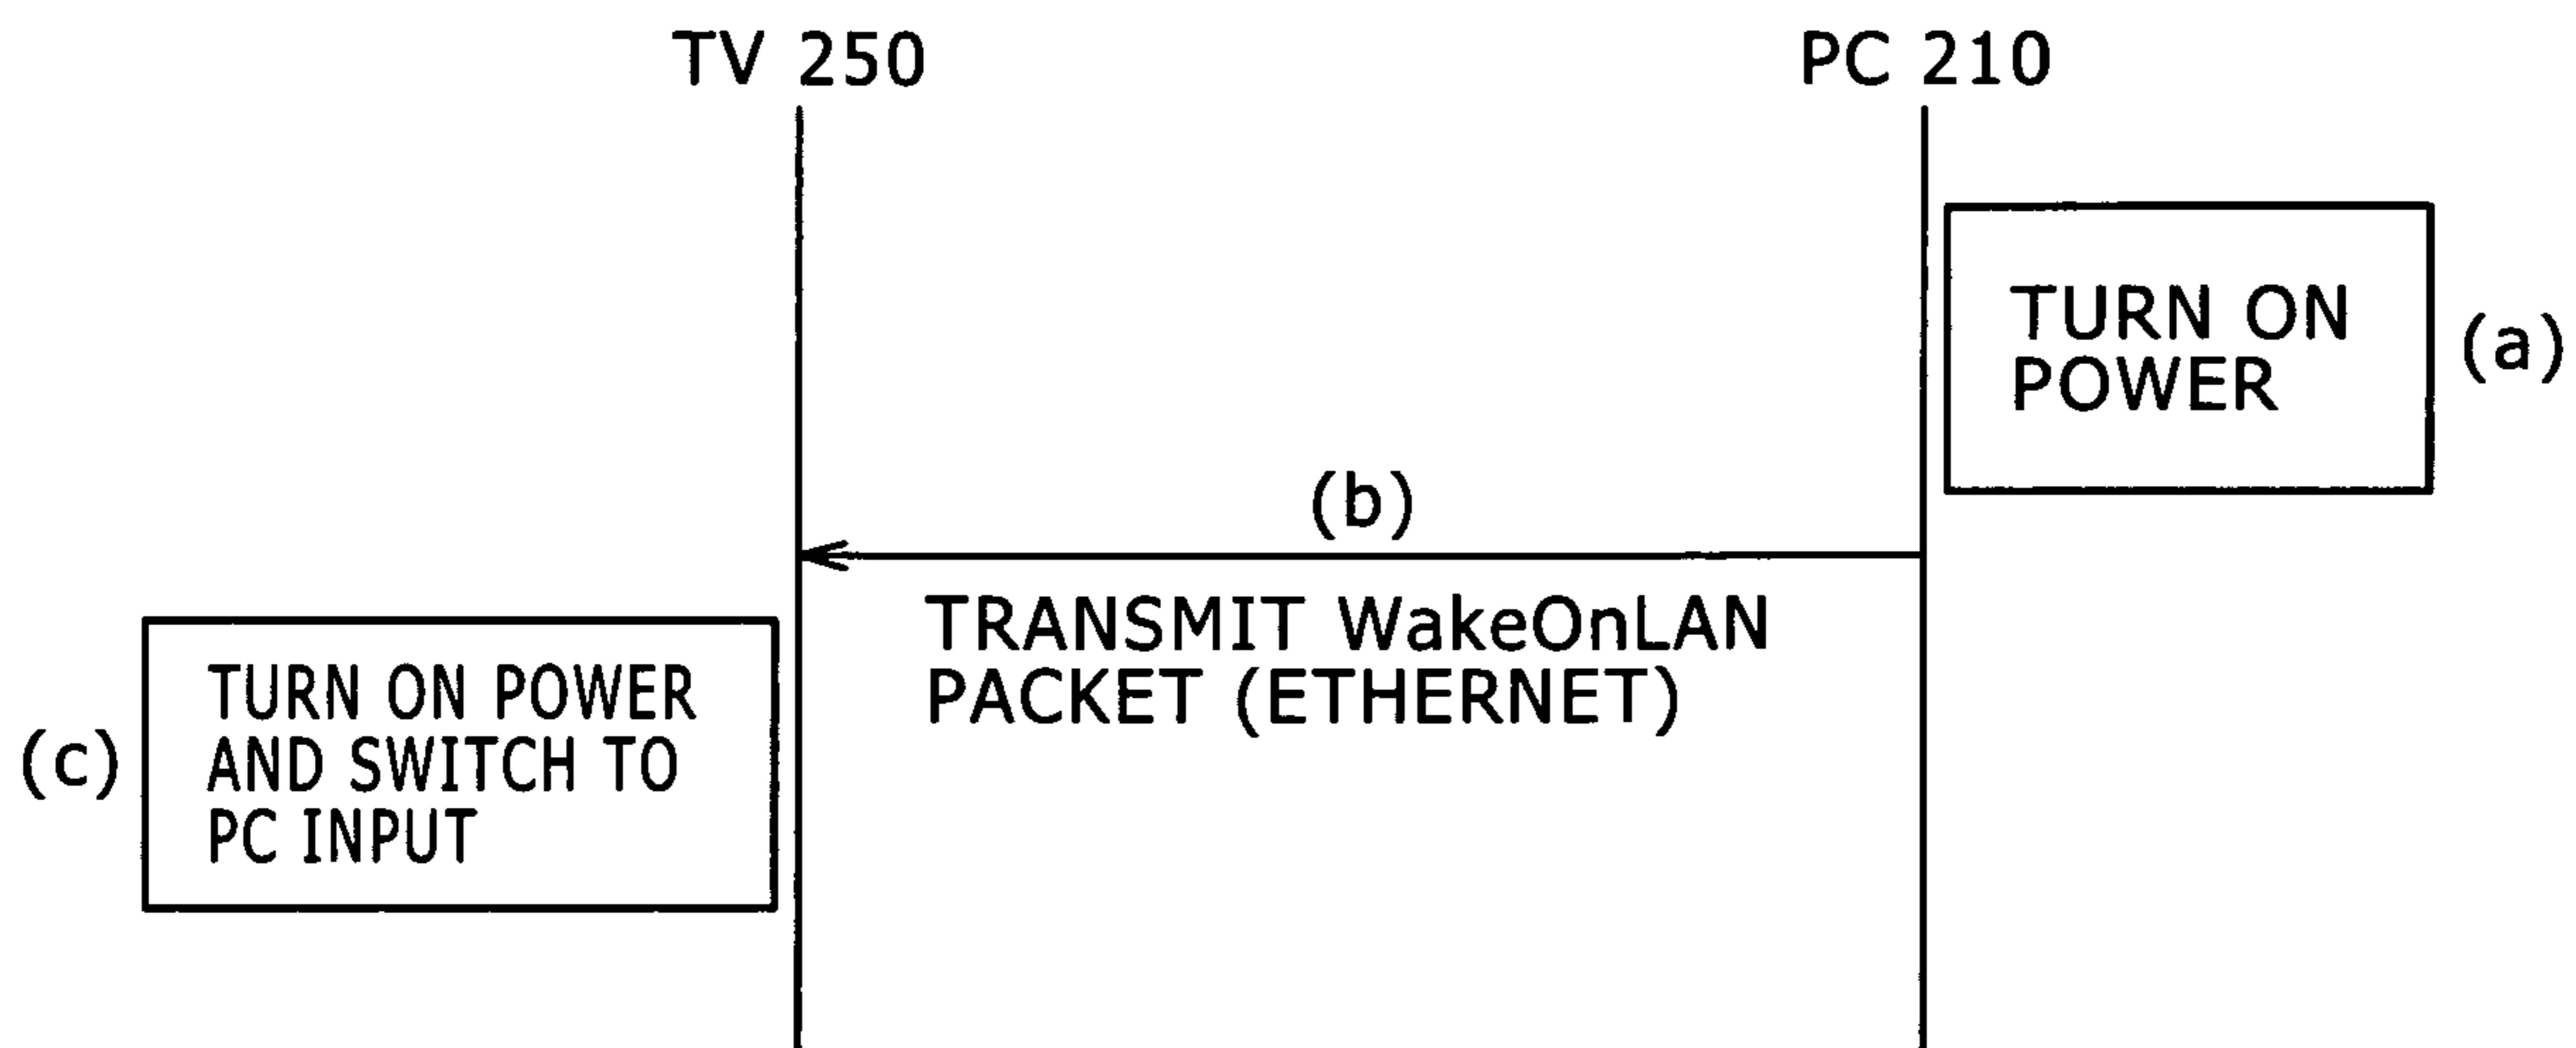 TV 250
PC 210
TURN ON
POWER
(a)
(b)
TRANSMIT WakeOnLAN
PACKET (ETHERNET)
(c)
TURN ON POWER
AND SWITCH TO
PC INPUT